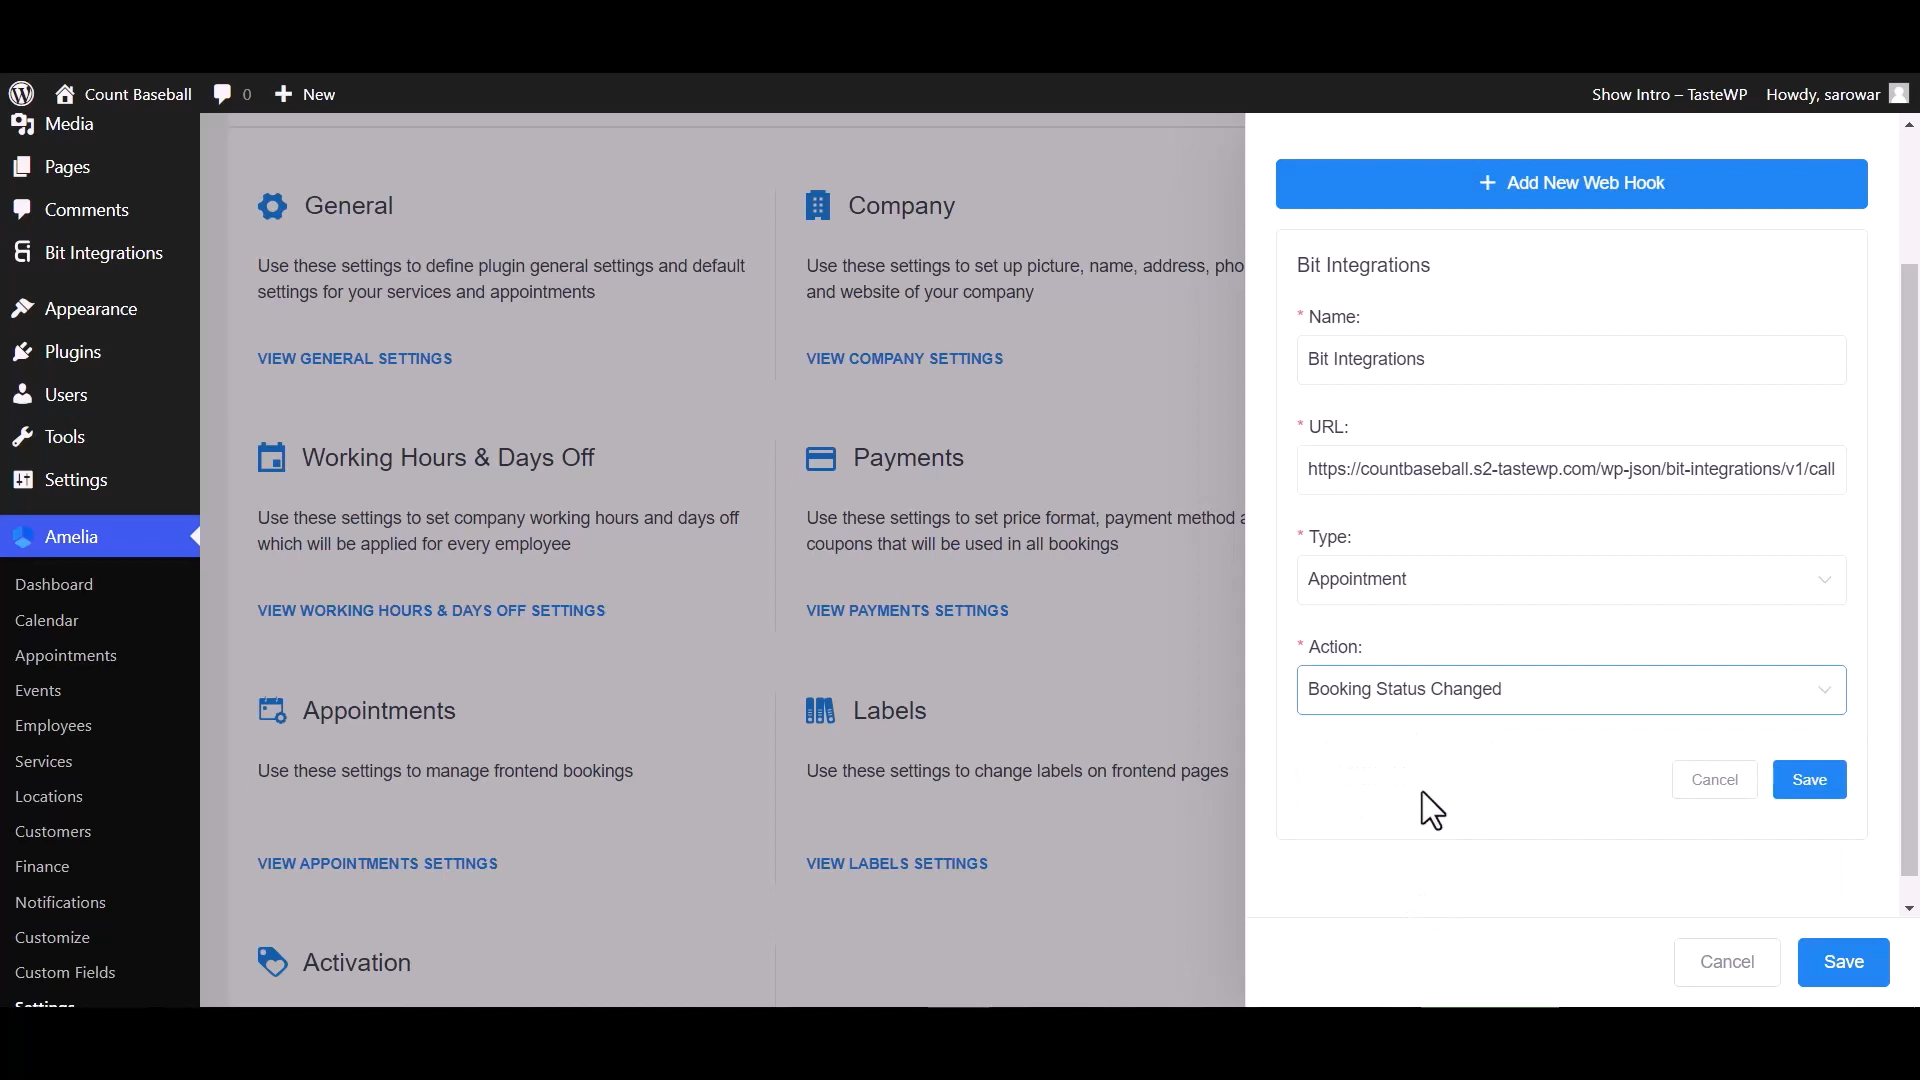 Count Baseball
0
New
Show Intro – TasteWP
Howdy, sarowar
Media
Pages
Comments
Bit Integrations
Appearance
Plugins
Users
Tools
Settings
Amelia
Dashboard
Calendar
Appointments
Events
Employees
Services
Locations
Customers
Finance
Notifications
Customize
Custom Fields
Settings
General
Use these settings to define plugin general settings and default
settings for your services and appointments
VIEW GENERAL SETTINGS
Company
Use these settings to set up picture, name, address, pho
and website of your company
VIEW COMPANY SETTINGS
Working Hours & Days Off
Use these settings to set company working hours and days off
which will be applied for every employee
VIEW WORKING HOURS & DAYS OFF SETTINGS
Payments
Use these settings to set price format, payment method a
coupons that will be used in all bookings
VIEW PAYMENTS SETTINGS
Appointments
Use these settings to manage frontend bookings
VIEW APPOINTMENTS SETTINGS
Labels
Use these settings to change labels on frontend pages
VIEW LABELS SETTINGS
Activation
+ Add New Web Hook
Bit Integrations
* Name:
Bit Integrations
* URL:
https://countbaseball.s2-tastewp.com/wp-json/bit-integrations/v1/call
* Type:
Appointment
* Action:
Booking Status Changed
Cancel
Save
Cancel
Save